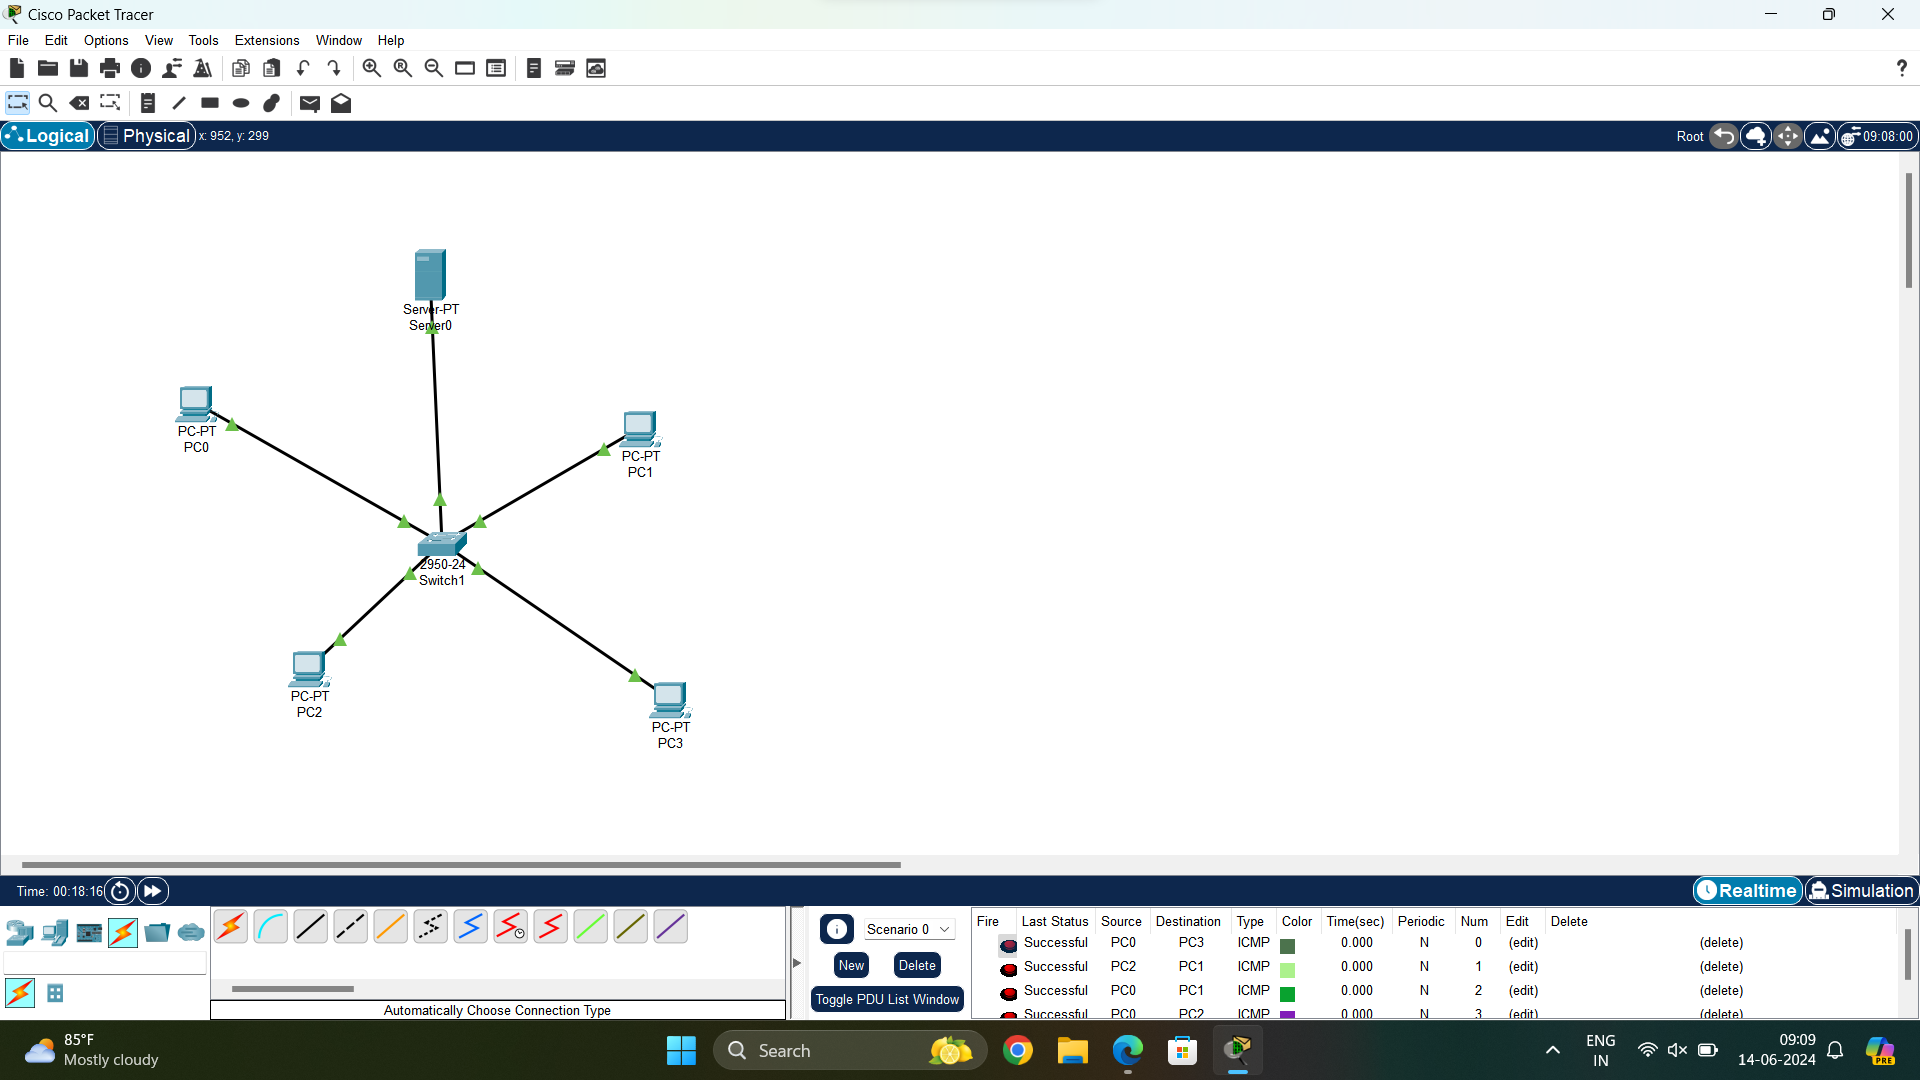 Cisco Packet Tracer
File Edit Options View Tools Extensions Window Help
?
Logical Physical x: 952, y: 299 Root 09:08:00
Server-PT
Server0
PC-PT
PC0
PC-PT
PC1
2950-24
Switch1
PC-PT
PC2
PC-PT
PC3
Time: 00:18:16 Realtime Simulation
Automatically Choose Connection Type
Scenario 0
New Delete
Toggle PDU List Window
Fire Last Status Source Destination Type Color Time(sec) Periodic Num Edit Delete
Successful PC0 PC3 ICMP 0.000 N 0 (edit) (delete)
Successful PC2 PC1 ICMP 0.000 N 1 (edit) (delete)
Successful PC0 PC1 ICMP 0.000 N 2 (edit) (delete)
Successful PC0 PC2 ICMP 0.000 N 3 (edit) (delete)
85°F
Mostly cloudy
Search
ENG
IN
09:09
14-06-2024
PRE